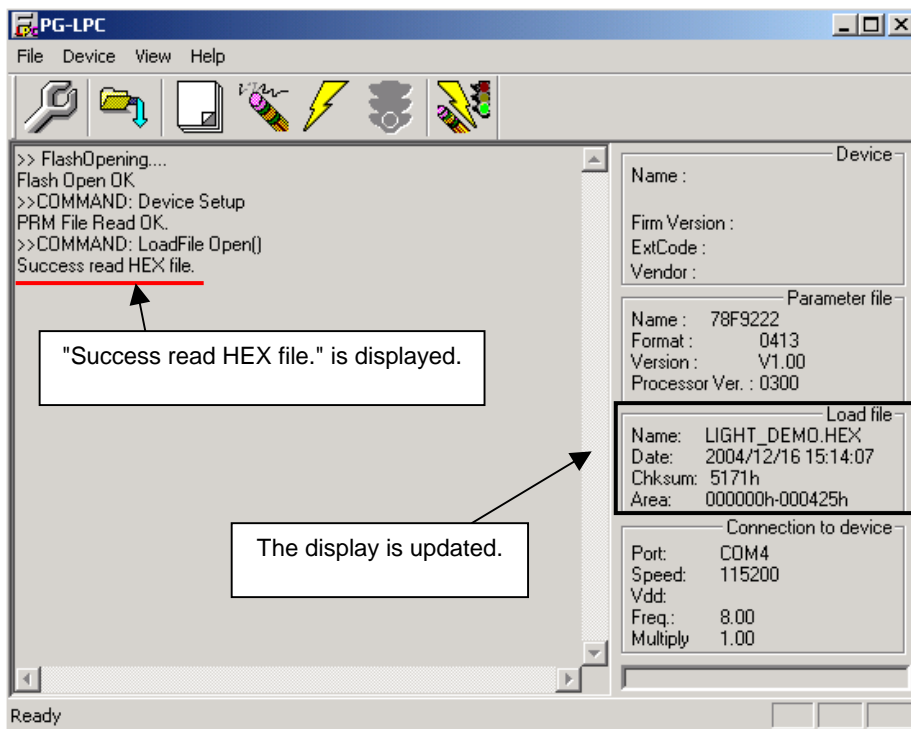 PG-LPC
File Device View Help
>> FlashOpening....
Flash Open OK
>>COMMAND: Device Setup
PRM File Read OK.
>>COMMAND: LoadFile Open()
Success read HEX file.
"Success read HEX file." is displayed.
The display is updated.
Device
Name :
Firm Version :
ExtCode :
Vendor :
Parameter file
Name : 78F9222
Format : 0413
Version : V1.00
Processor Ver. : 0300
Load file
Name: LIGHT_DEMO.HEX
Date: 2004/12/16 15:14:07
Chksum: 5171h
Area: 000000h-000425h
Connection to device
Port: COM4
Speed: 115200
Vdd:
Freq.: 8.00
Multiply 1.00
Ready